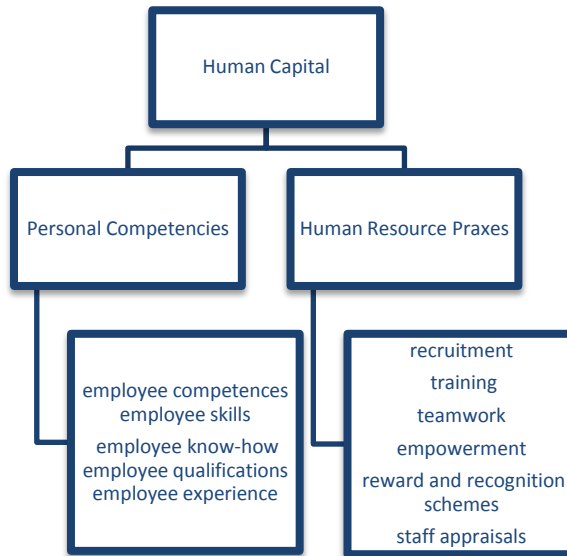 Human Capital
Personal Competencies
Human Resource Praxes
employee competences
employee skills
employee know-how
employee qualifications
employee experience
recruitment
training
teamwork
empowerment
reward and recognition
schemes
staff appraisals